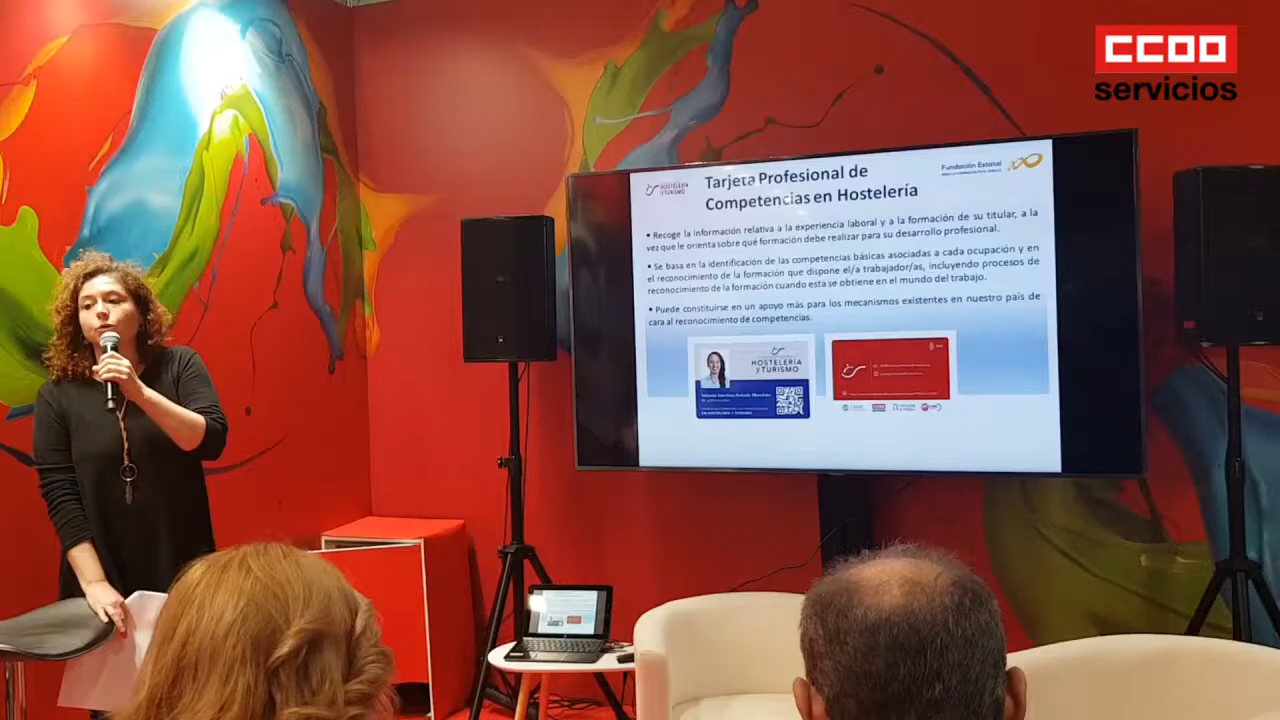 CCOO
servicios
HOSTELERÍA
Y TURISMO
Tarjeta Profesional de
Competencias en Hostelería
Fundación Estatal
▪ Recoge la información relativa a la experiencia laboral y a la formación de su titular, a la
vez que le orienta sobre qué formación debe realizar para su desarrollo profesional.
▪ Se basa en la identificación de las competencias básicas asociadas a cada ocupación y en
el reconocimiento de la formación que dispone el/a trabajador/as, incluyendo procesos de
reconocimiento de la formación cuando esta se obtiene en el mundo del trabajo.
▪ Puede constituirse en un apoyo más para los mecanismos existentes en nuestro país de
cara al reconocimiento de competencias.
HOSTELERÍA
Y TURISMO
EN HOSTELERÍA Y TURISMO